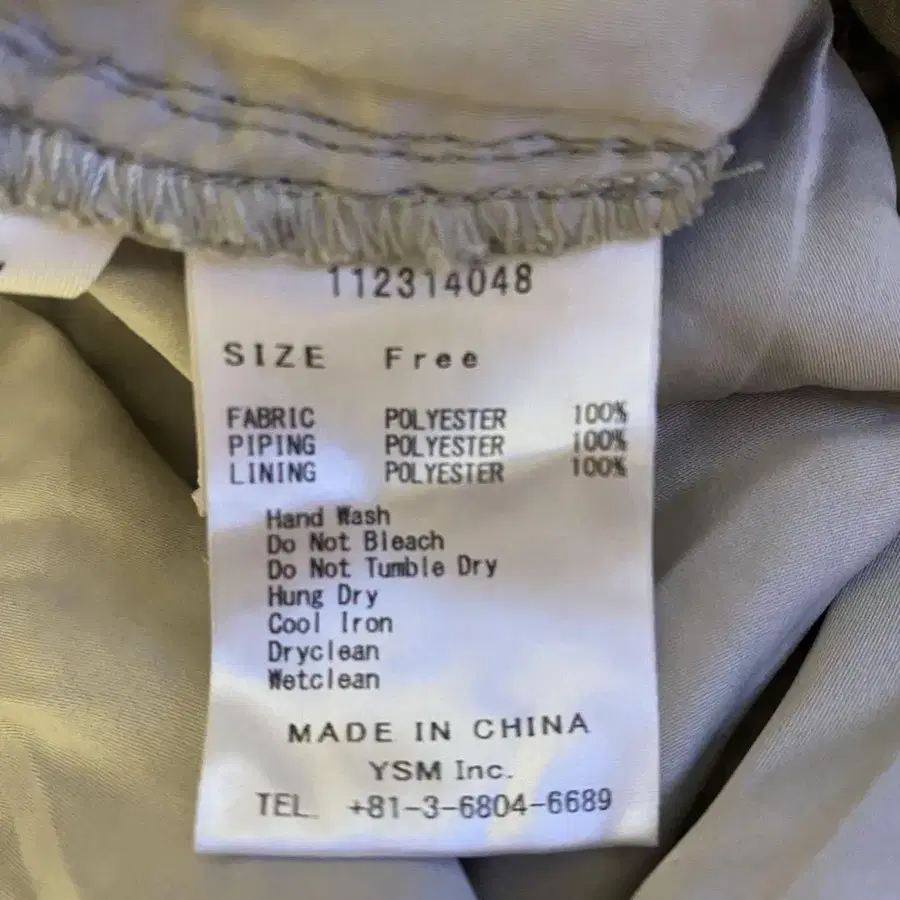 112314048
SIZE Free
FABRIC POLYESTER 100%
PIPING POLYESTER 100%
LINING POLYESTER 100%
Hand Wash
Do Not Bleach
Do Not Tumble Dry
Hung Dry
Cool Iron
Dryclean
Wetclean
MADE IN CHINA
YSM Inc.
TEL. +81-3-6804-6689